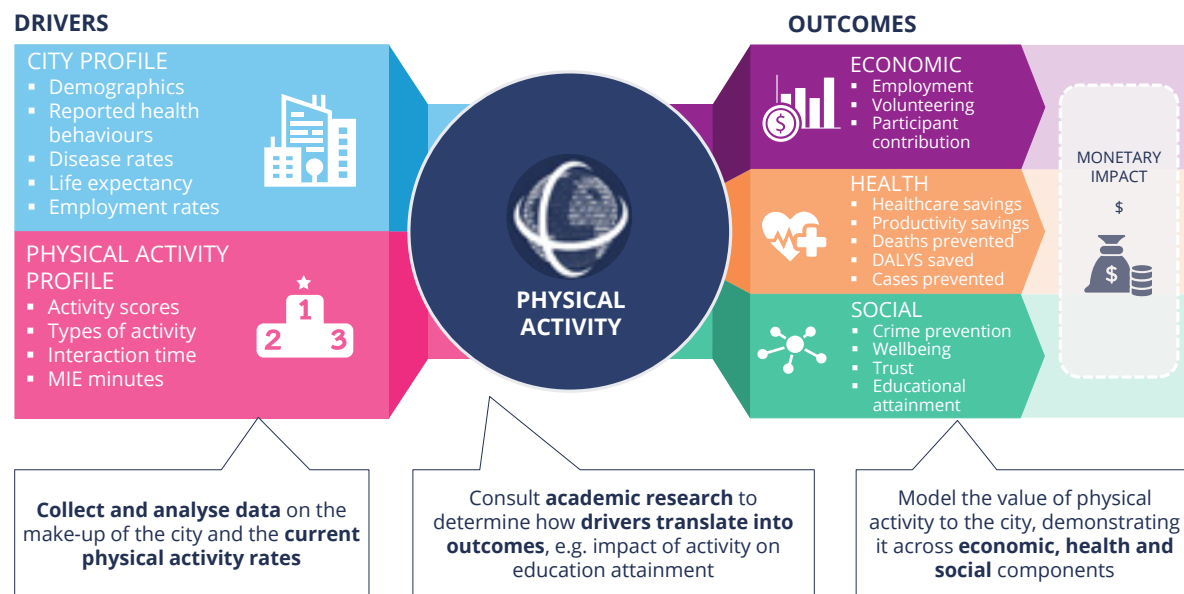 DRIVERS
CITY PROFILE
▪ Demographics
▪ Reported health
behaviours
▪ Disease rates
▪ Life expectancy
▪ Employment rates
PHYSICAL ACTIVITY
PROFILE
▪ Activity scores
▪ Types of activity
▪ Interaction time
▪ MIE minutes
1
2 3
PHYSICAL
ACTIVITY
OUTCOMES
ECONOMIC
▪ Employment
▪ Volunteering
▪ Participant
contribution
$
HEALTH
▪ Healthcare savings
▪ Productivity savings
▪ Deaths prevented
▪ DALYS saved
▪ Cases prevented
SOCIAL
▪ Crime prevention
▪ Wellbeing
▪ Trust
▪ Educational
attainment
MONETARY
IMPACT
$
$
Collect and analyse data on the
make-up of the city and the current
physical activity rates
Consult academic research to
determine how drivers translate into
outcomes, e.g. impact of activity on
education attainment
Model the value of physical
activity to the city, demonstrating
it across economic, health and
social components